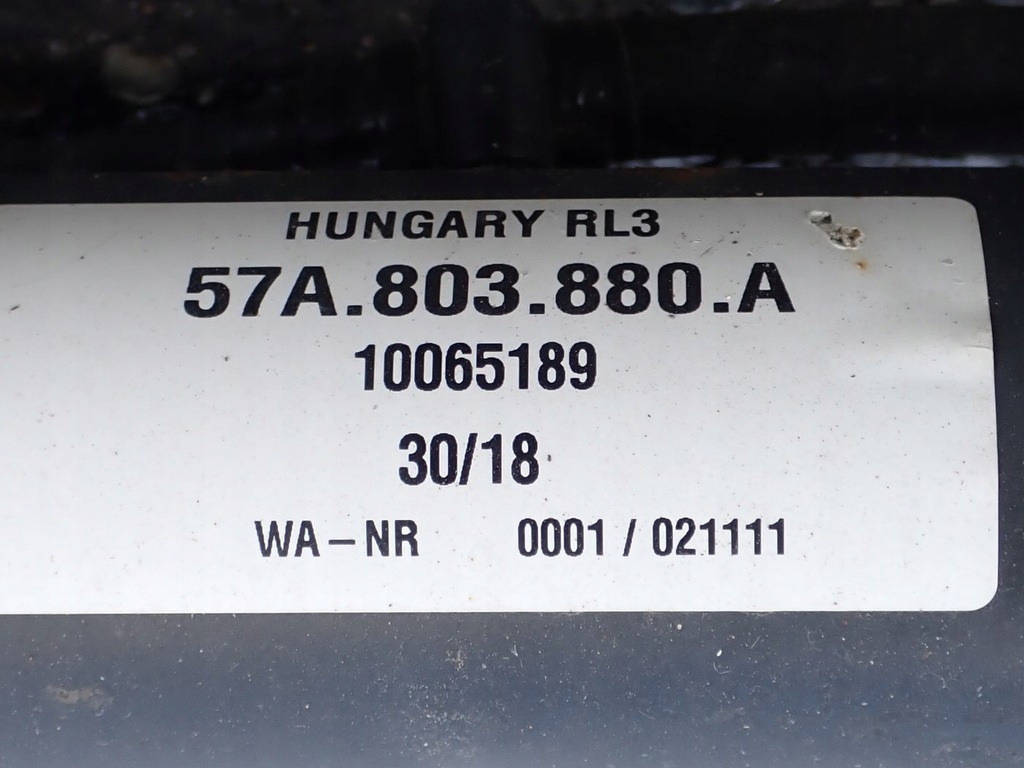 HUNGARY RL3
57A.803.880.A
10065189
30/18
WA-NR 0001 / 021111